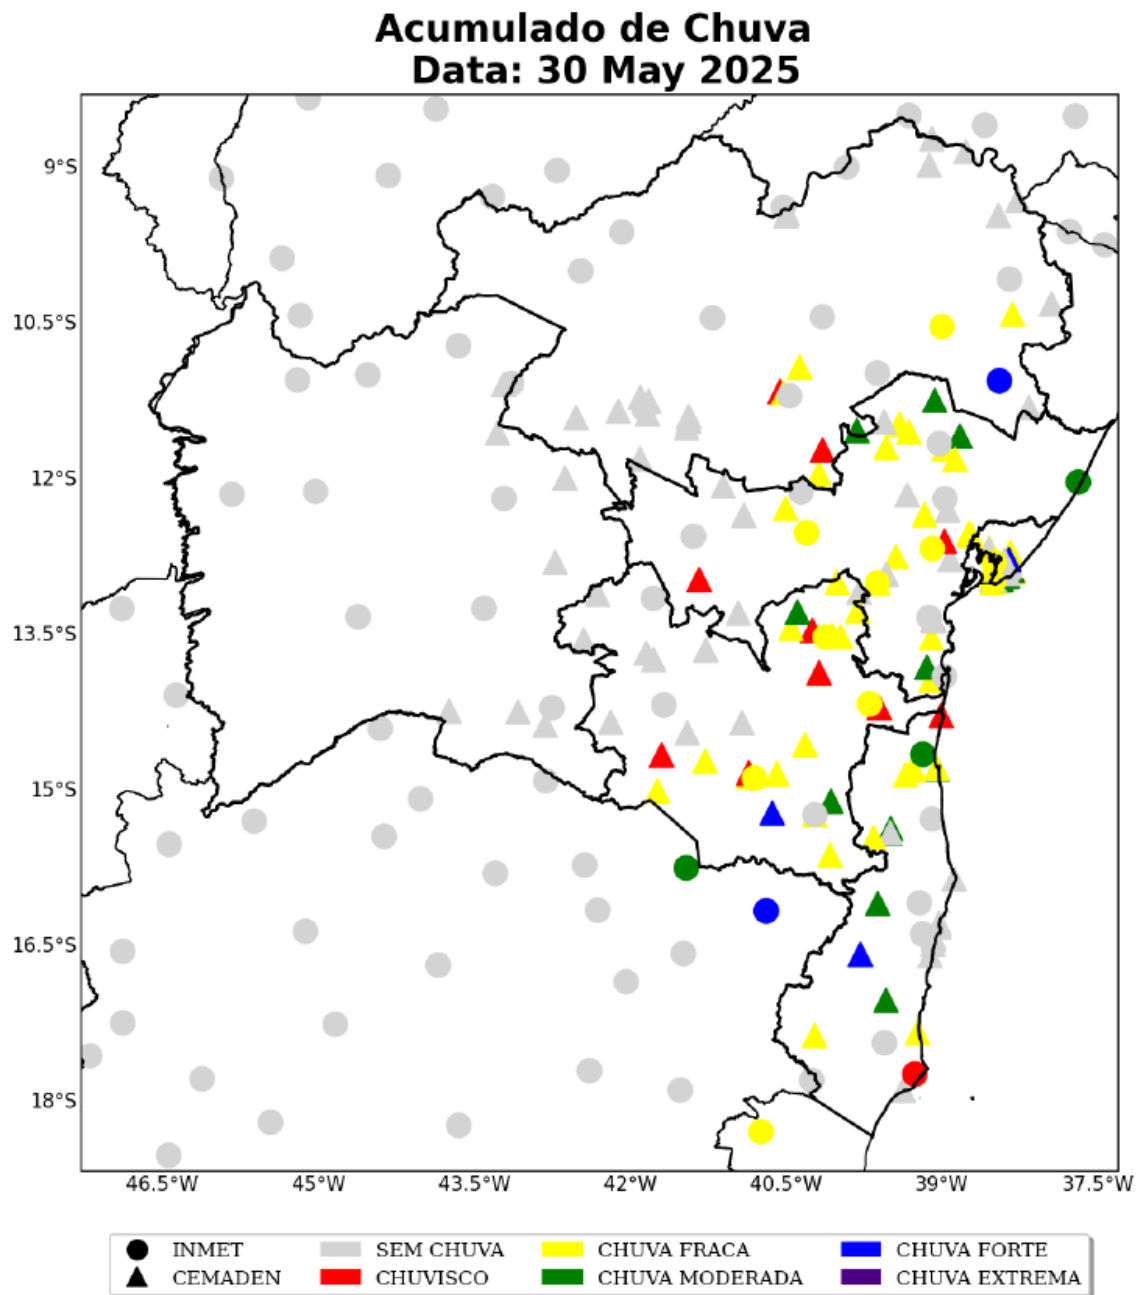 Acumulado de Chuva
Data: 30 May 2025
9°S
10.5°S
12°S
13.5°S
15°S
16.5°S
18°S
46.5°W 45°W 43.5°W 42°W 40.5°W 39°W 37.5°W
INMET SEM CHUVA CHUVA FRACA CHUVA FORTE
CEMADEN CHUVISCO CHUVA MODERADA CHUVA EXTREMA